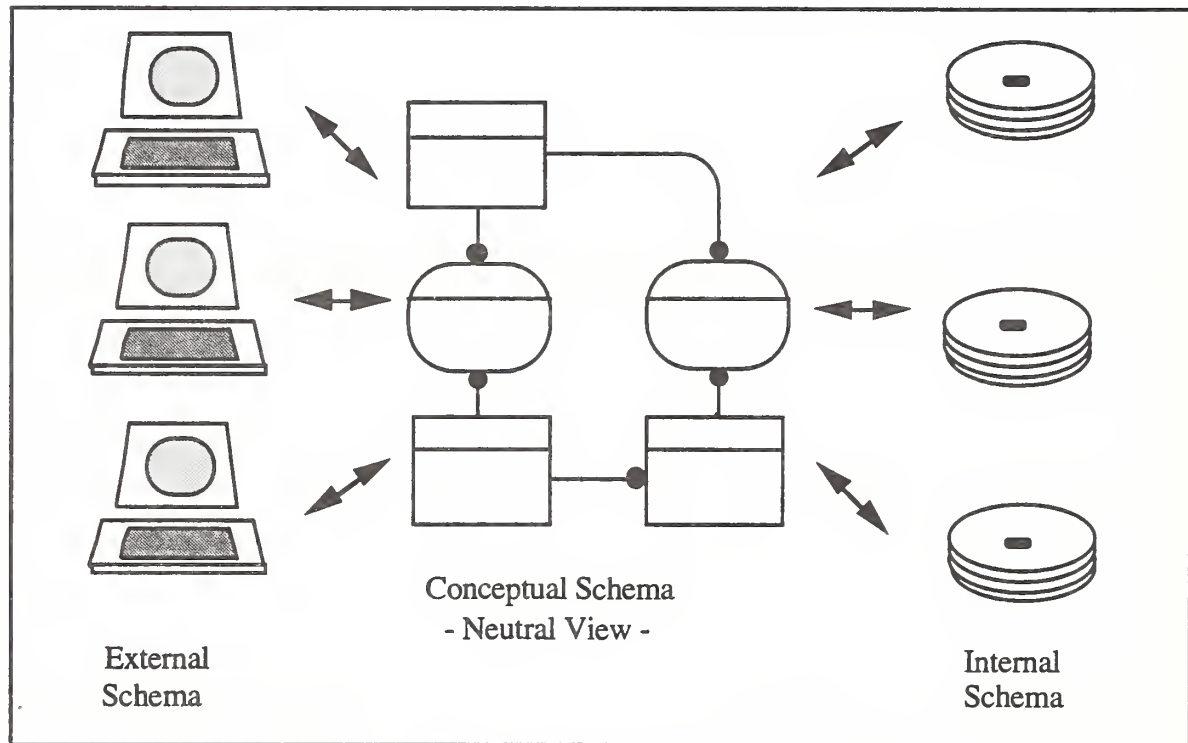 Conceptual Schema
- Neutral View -
External
Schema
Internal
Schema